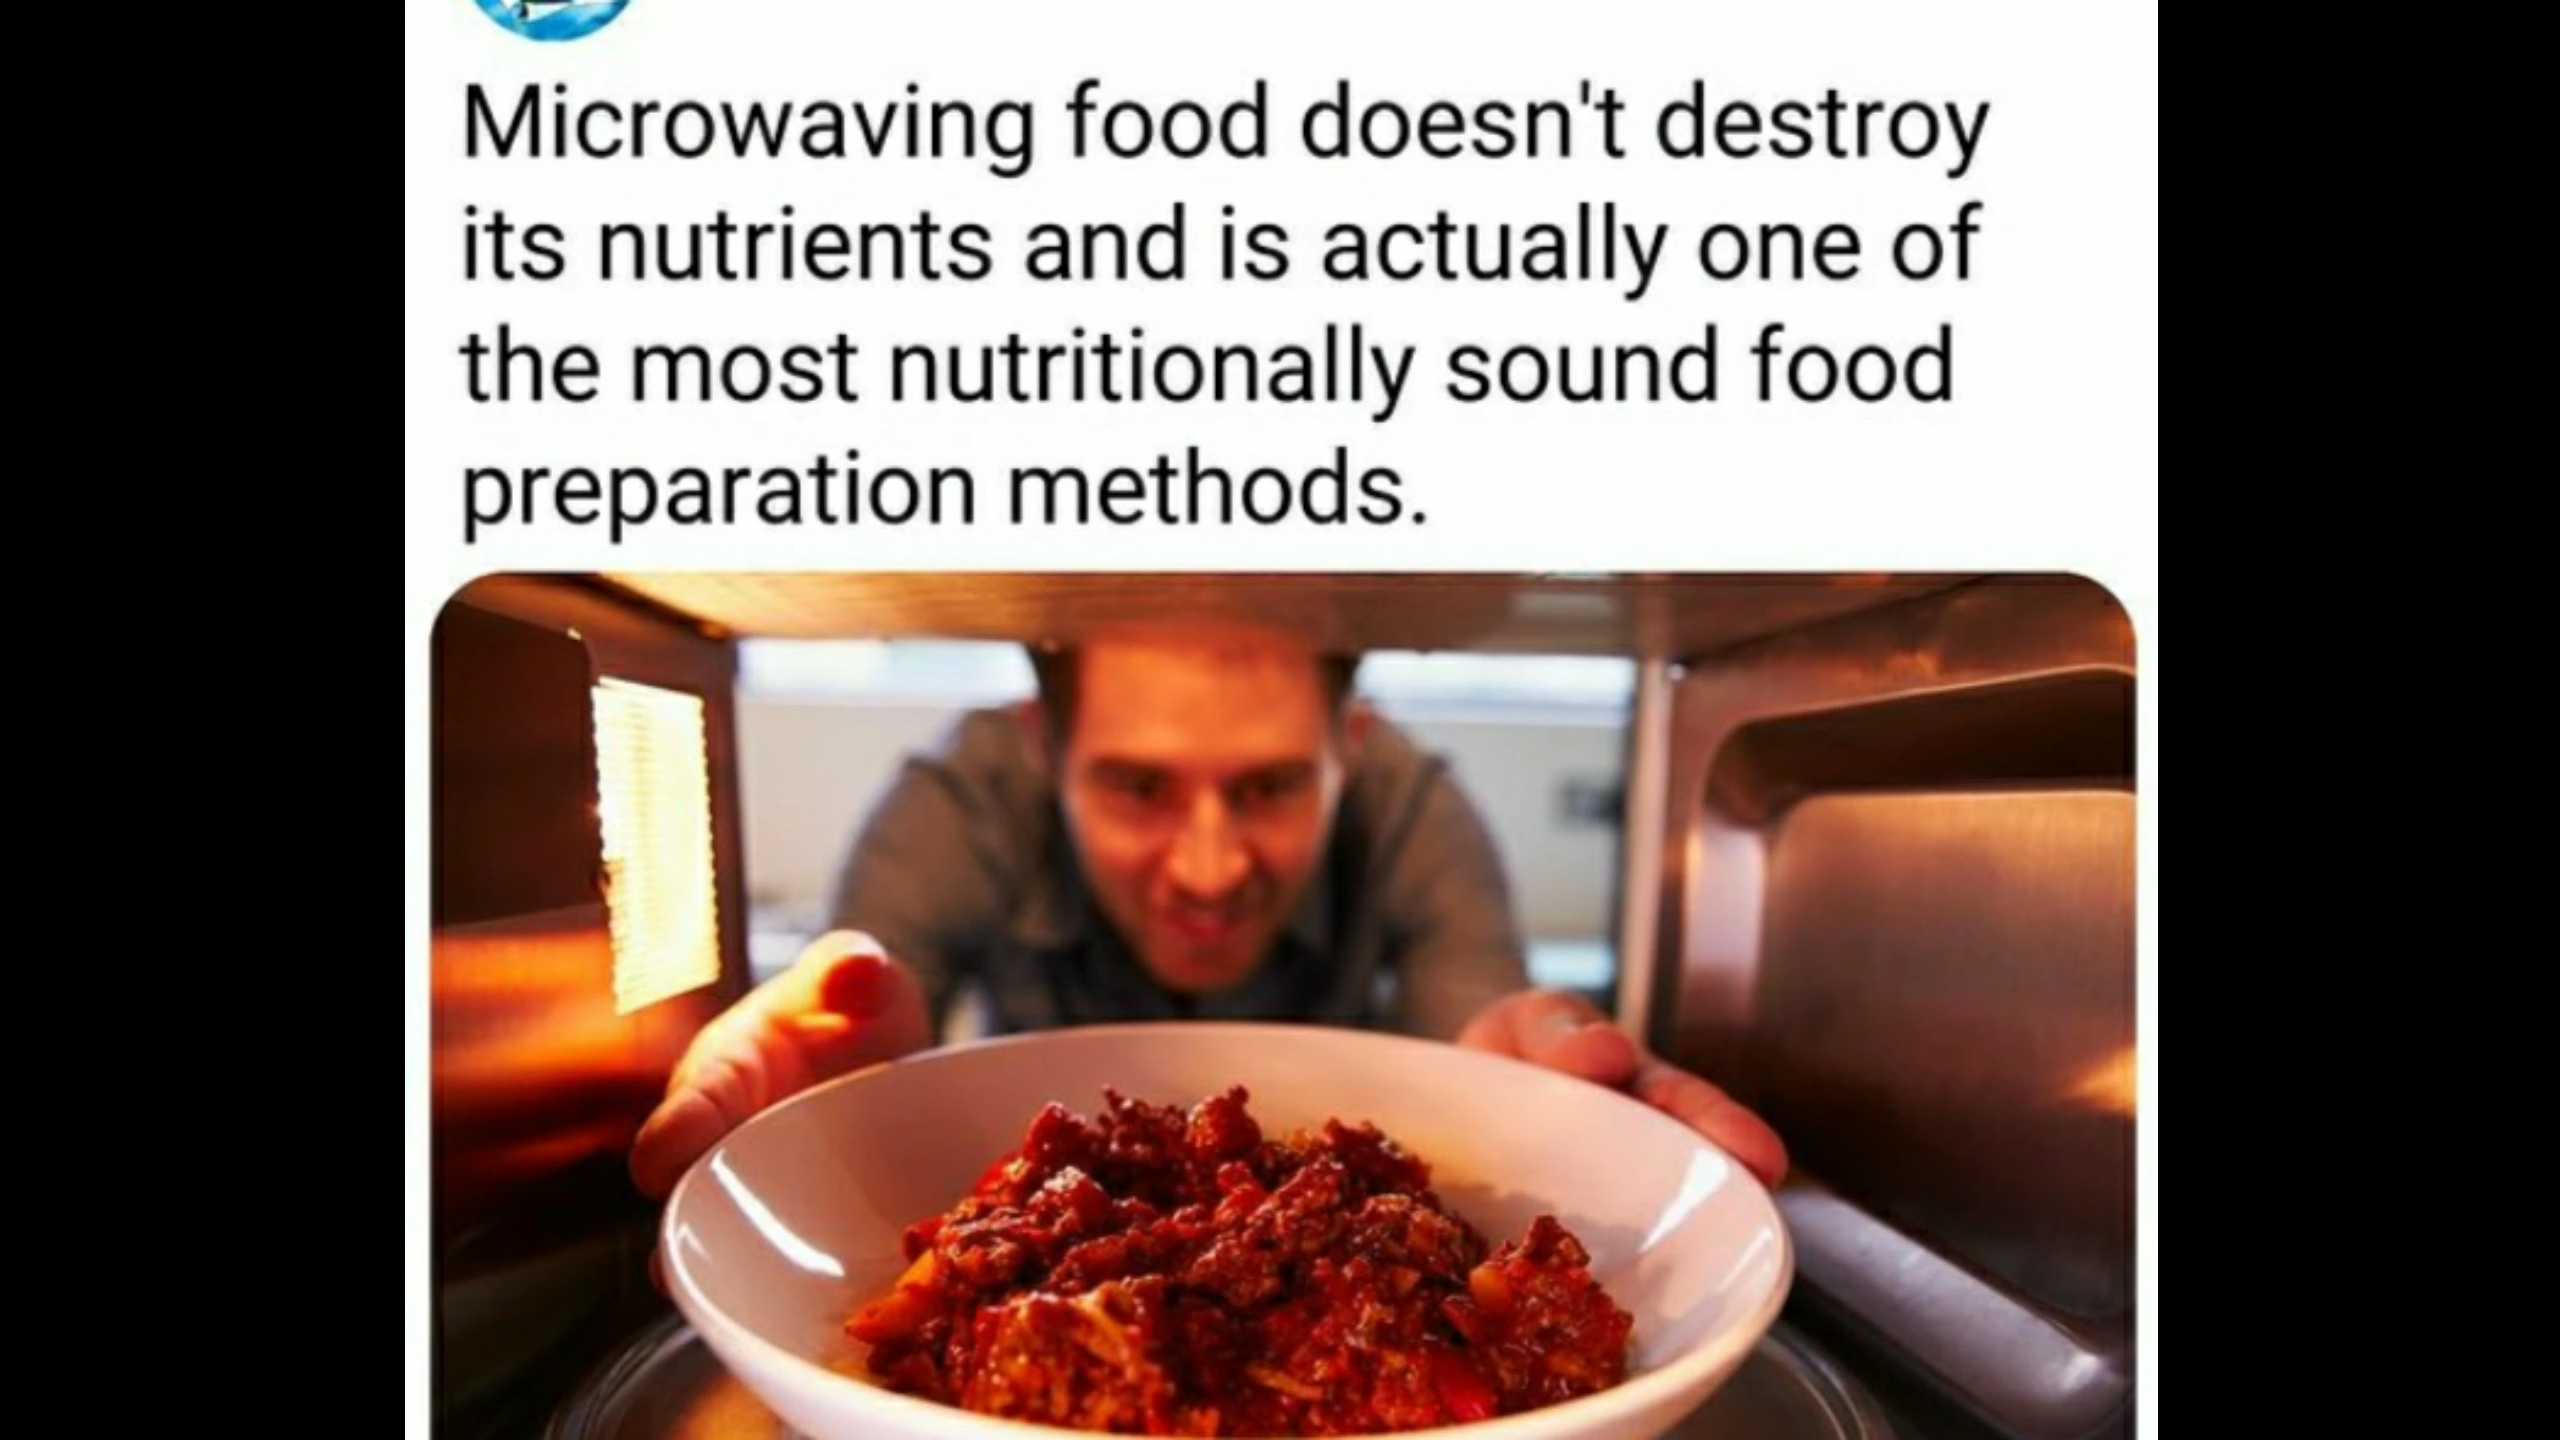 Microwaving food doesn't destroy
its nutrients and is actually one of
the most nutritionally sound food
preparation methods.